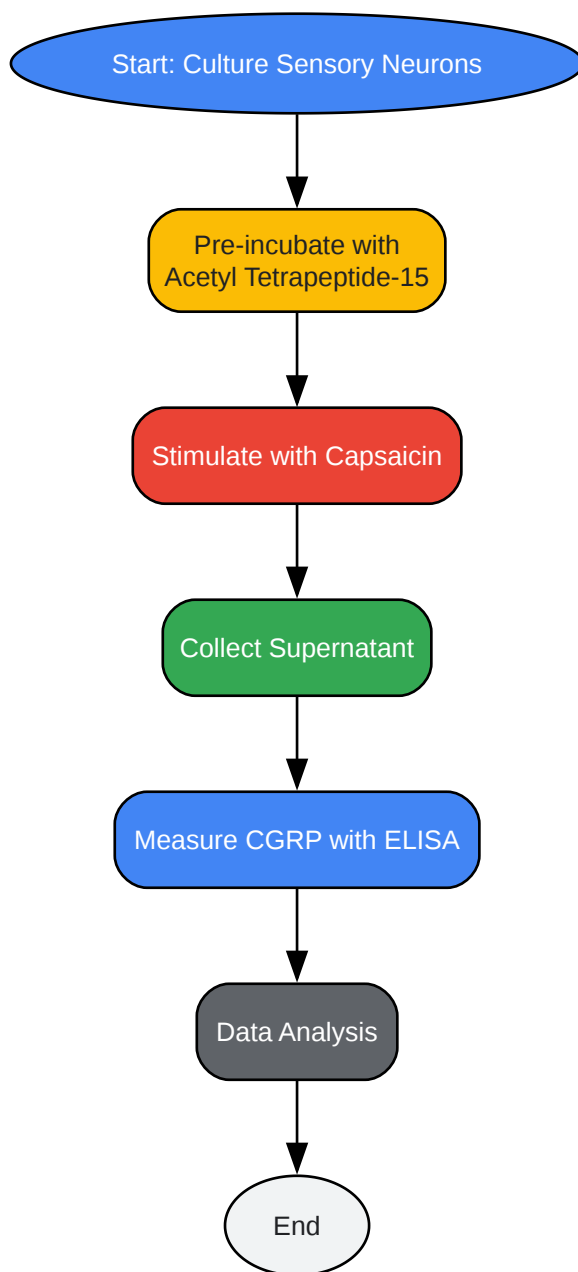 Start: Culture Sensory Neurons
Pre-incubate with
Acetyl Tetrapeptide-15
Stimulate with Capsaicin
Collect Supernatant
Measure CGRP with ELISA
Data Analysis
End